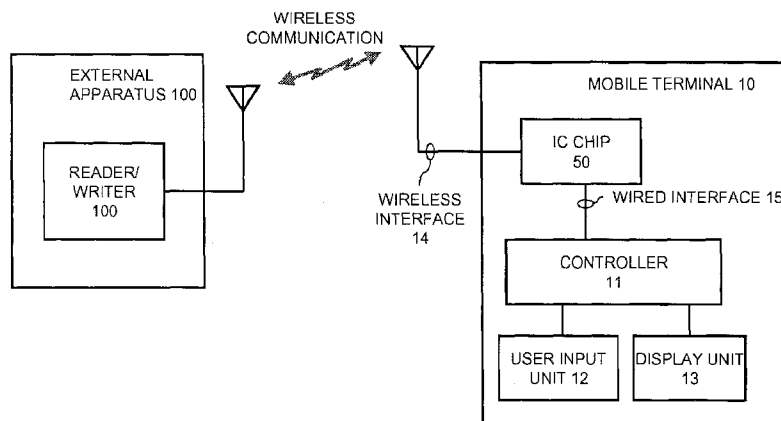 WIRELESS
COMMUNICATION
EXTERNAL
APPARATUS 100
READER/
WRITER
100
MOBILE TERMINAL 10
IC CHIP
50
WIRELESS
INTERFACE
14
WIRED INTERFACE 15
CONTROLLER
11
USER INPUT
UNIT 12
DISPLAY UNIT
13